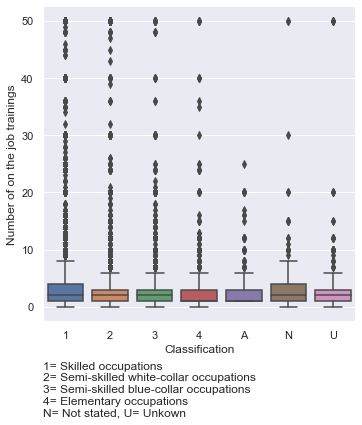 50
40
30
20
10
0
Number of on the job trainings
1 2 3 4 A N U
Classification
1= Skilled occupations
2= Semi-skilled white-collar occupations
3= Semi-skilled blue-collar occupations
4= Elementary occupations
N= Not stated, U= Unkown